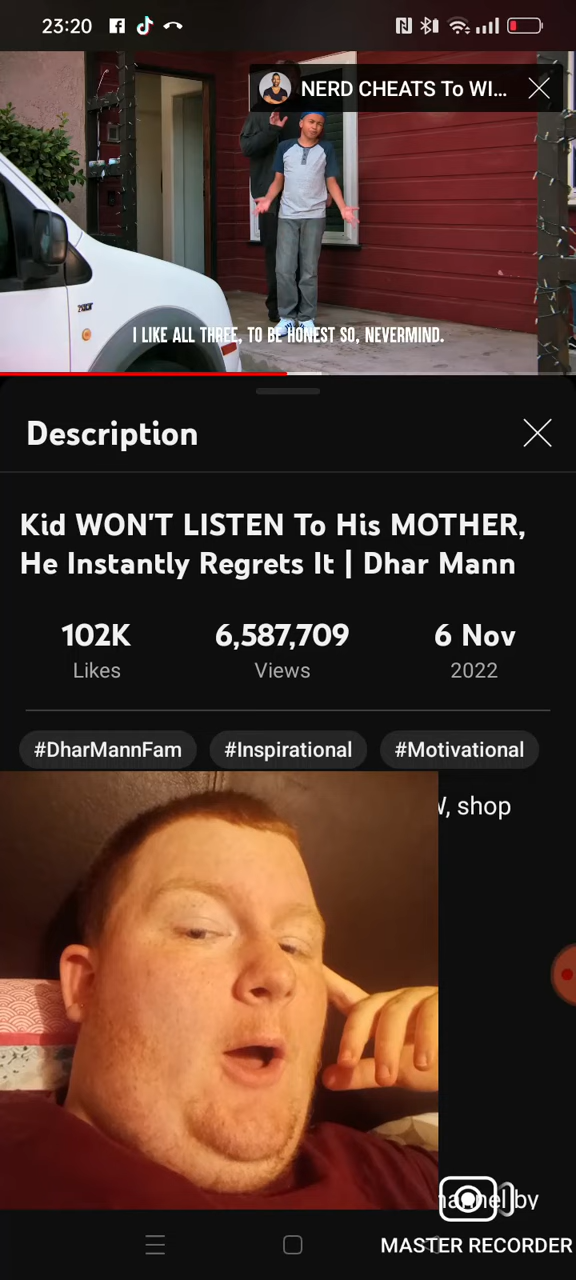 23:20
NERD CHEATS To WI...
I LIKE ALL THREE, TO BE HONEST SO, NEVERMIND.
Description
Kid WON'T LISTEN To His MOTHER,
He Instantly Regrets It | Dhar Mann
102K 6,587,709 6 Nov
Likes Views 2022
#DharMannFam #Inspirational #Motivational
shop
by
MASTER RECORDER